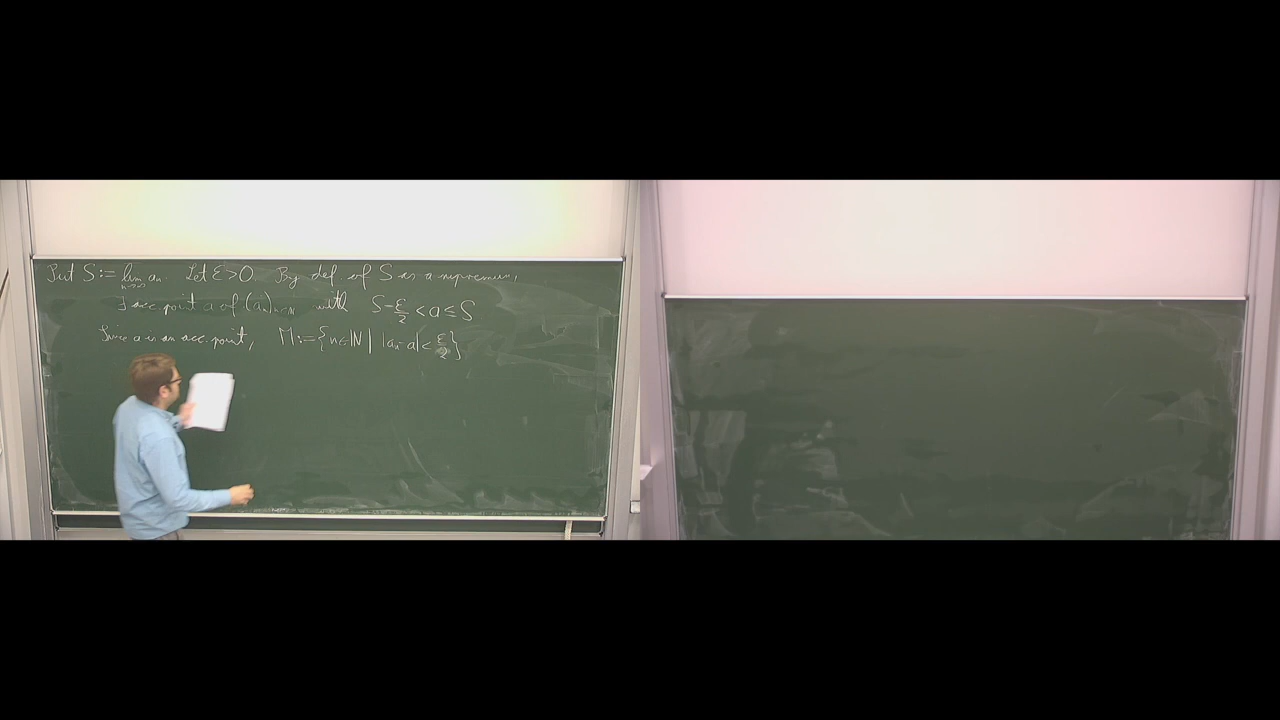 Put S := lim_{n→∞} a_n. Let ε>0. By def of S as a supremum,
∃ acc. point a of (a_n)_{n∈ℕ} with S - ε/2 < a ≤ S
Since a is an acc. point, M := {n∈ℕ | |a_n - a| < ε/2}